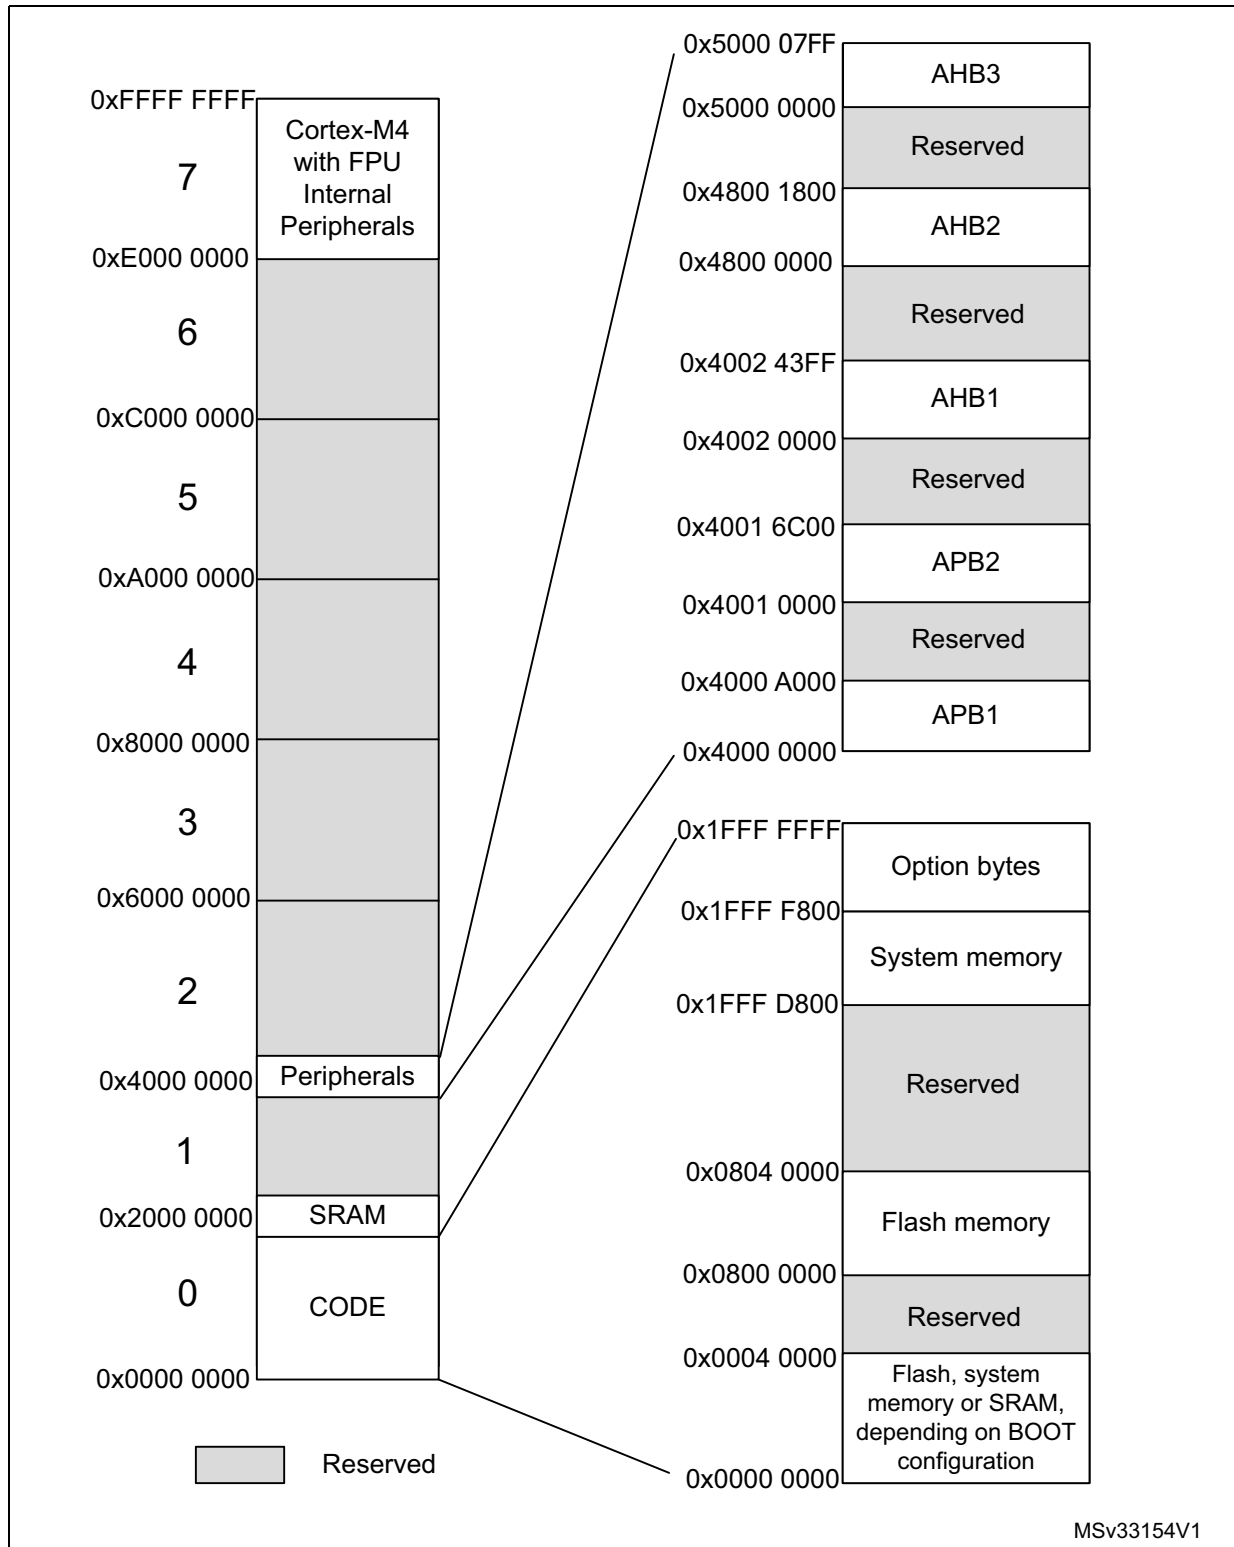 0xFFFF FFFF
Cortex-M4
with FPU
Internal
Peripherals
7
0xE000 0000
6
0xC000 0000
5
0xA000 0000
4
0x8000 0000
3
0x6000 0000
2
0x4000 0000
Peripherals
1
0x2000 0000
SRAM
0
CODE
0x0000 0000
Reserved
0x5000 07FF
AHB3
0x5000 0000
Reserved
0x4800 1800
AHB2
0x4800 0000
Reserved
0x4002 43FF
AHB1
0x4002 0000
Reserved
0x4001 6C00
APB2
0x4001 0000
Reserved
0x4000 A000
APB1
0x4000 0000
0x1FFF FFFF
Option bytes
0x1FFF F800
System memory
0x1FFF D800
Reserved
0x0804 0000
Flash memory
0x0800 0000
Reserved
0x0004 0000
Flash, system
memory or SRAM,
depending on BOOT
configuration
0x0000 0000
MSv33154V1